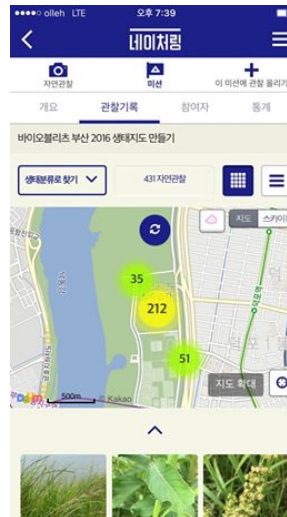 olleh LTE 오후 7:39
네이처링
자연관찰 미션 이 미션에 관찰 올리기
개요 관찰기록 참여자 통계
바이오블리츠 부산 2016 생태지도 만들기
생태분류로 찾기 431 자연관찰
지도 스카이
35
212
51
지도 확대
500m © Kakao